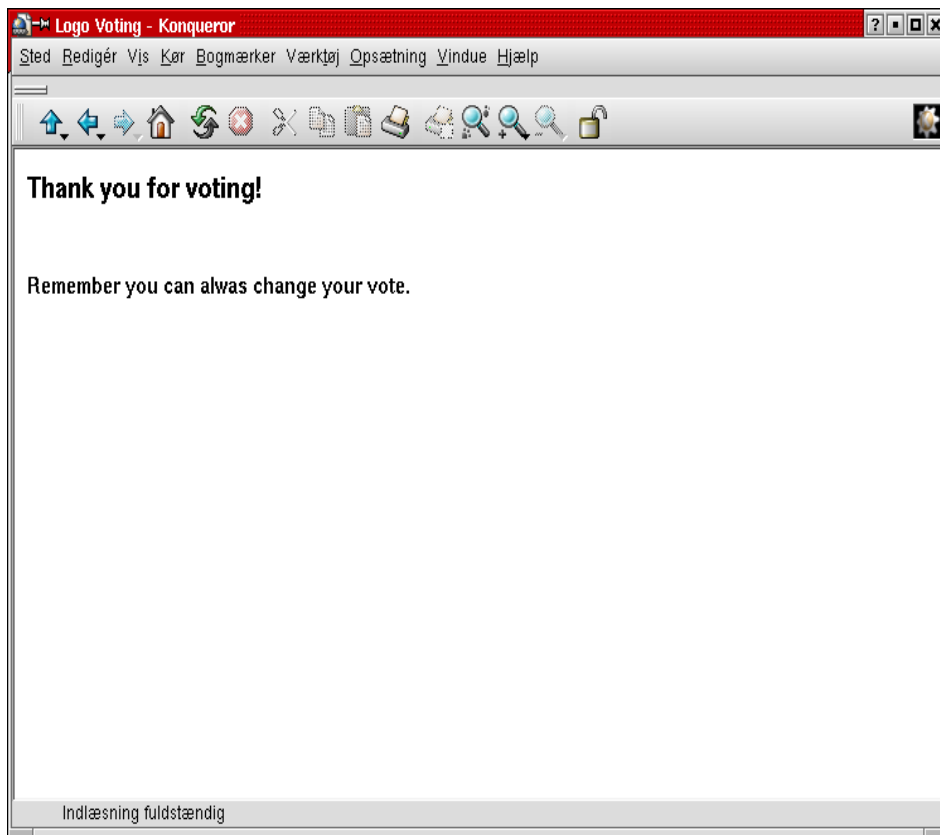 Logo Voting - Konqueror
Sted Redigér Vis Kør Bogmærker Værktøj Opsætning Vindue Hjælp
Thank you for voting!
Remember you can alwas change your vote.
Indlæsning fuldstændig